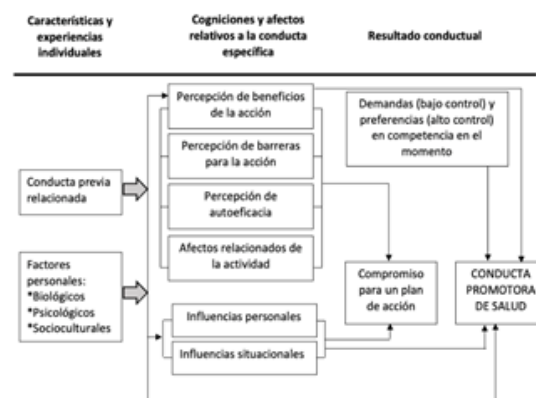 Características y
experiencias
individuales
Cogniciones y afectos
relativos a la conducta
específica
Resultado conductual
Conducta previa
relacionada
Factores
personales:
*Biológicos
*Psicológicos
*Socioculturales
Percepción de beneficios
de la acción
Percepción de barreras
para la acción
Percepción de
autoeficacia
Afectos relacionados de
la actividad
Influencias personales
Influencias situacionales
Demandas (bajo control) y
preferencias (alto control)
en competencia en el
momento
Compromiso
para un plan
de acción
CONDUCTA
PROMOTORA
DE SALUD